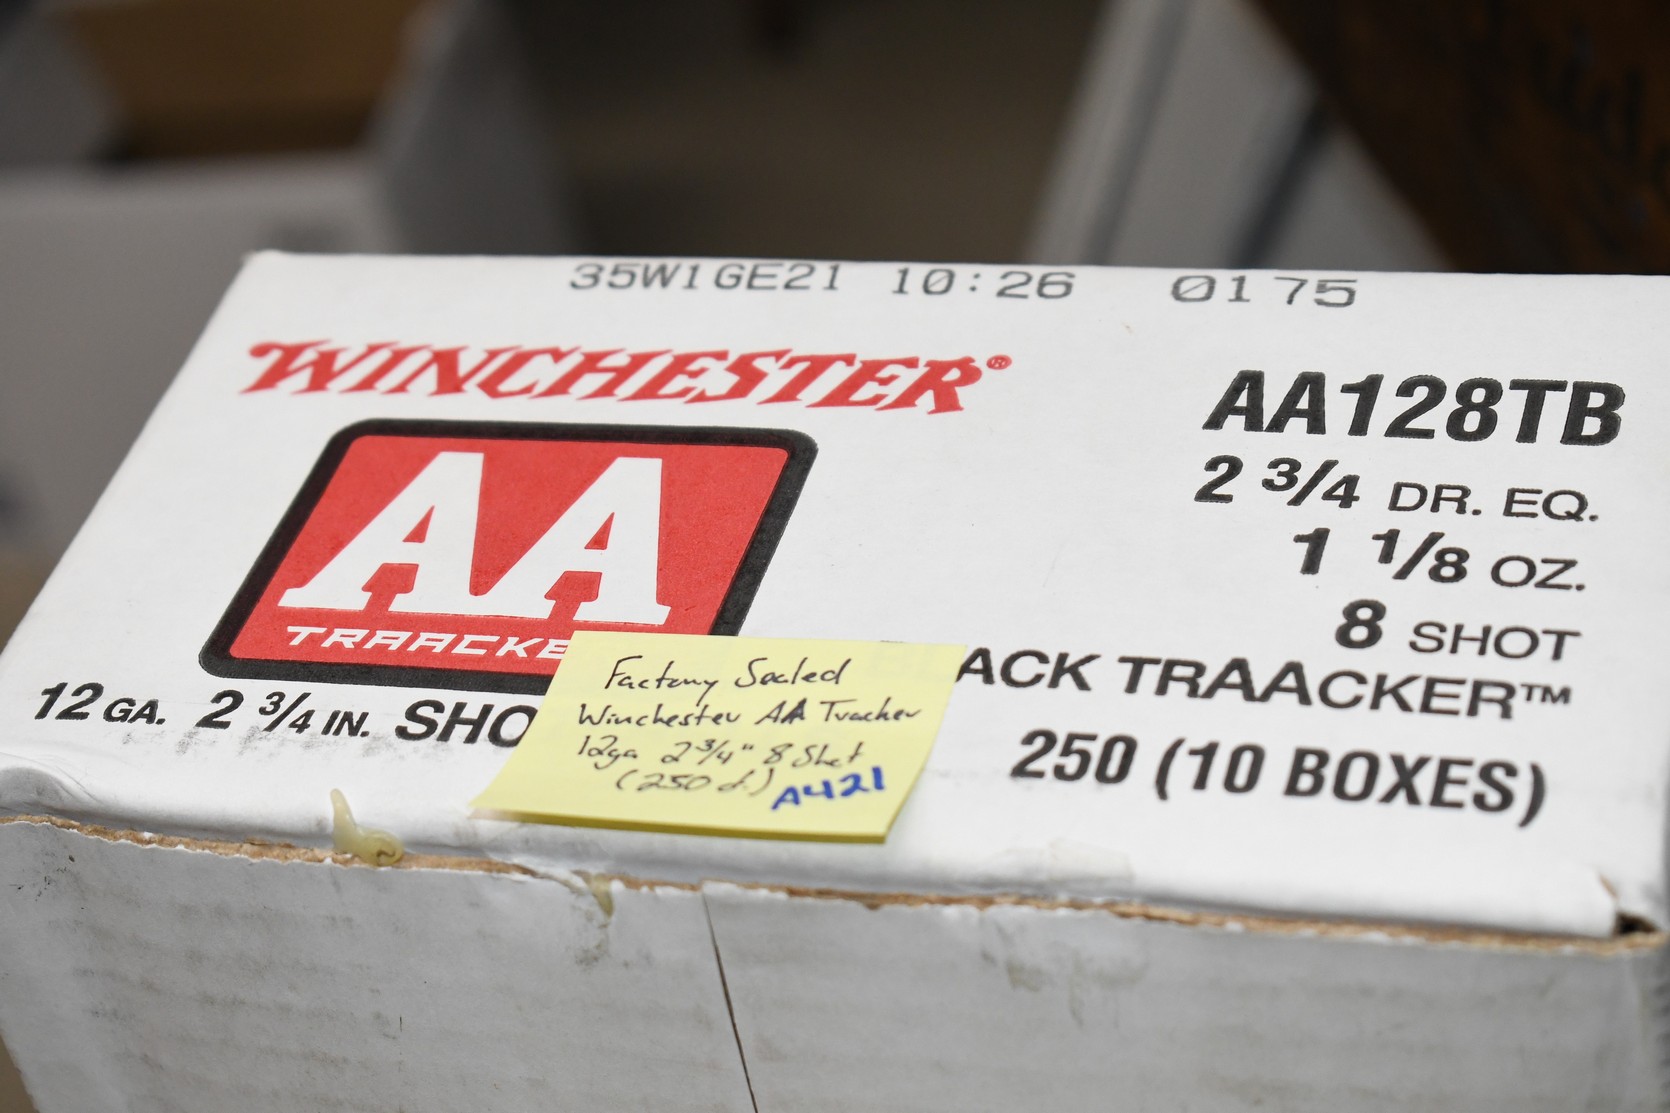 35W1GE21 10:26 0175
WINCHESTER®
AA
TRAACKE
12 GA. 2 3/4 IN. SHO
AA128TB
2 3/4 DR. EQ.
1 1/8 OZ.
8 SHOT
ACK TRAACKER™
250 (10 BOXES)
Factory Sealed
Winchester AA Tracker
12ga 2 3/4" 8 Shot
(250 ct.) A421